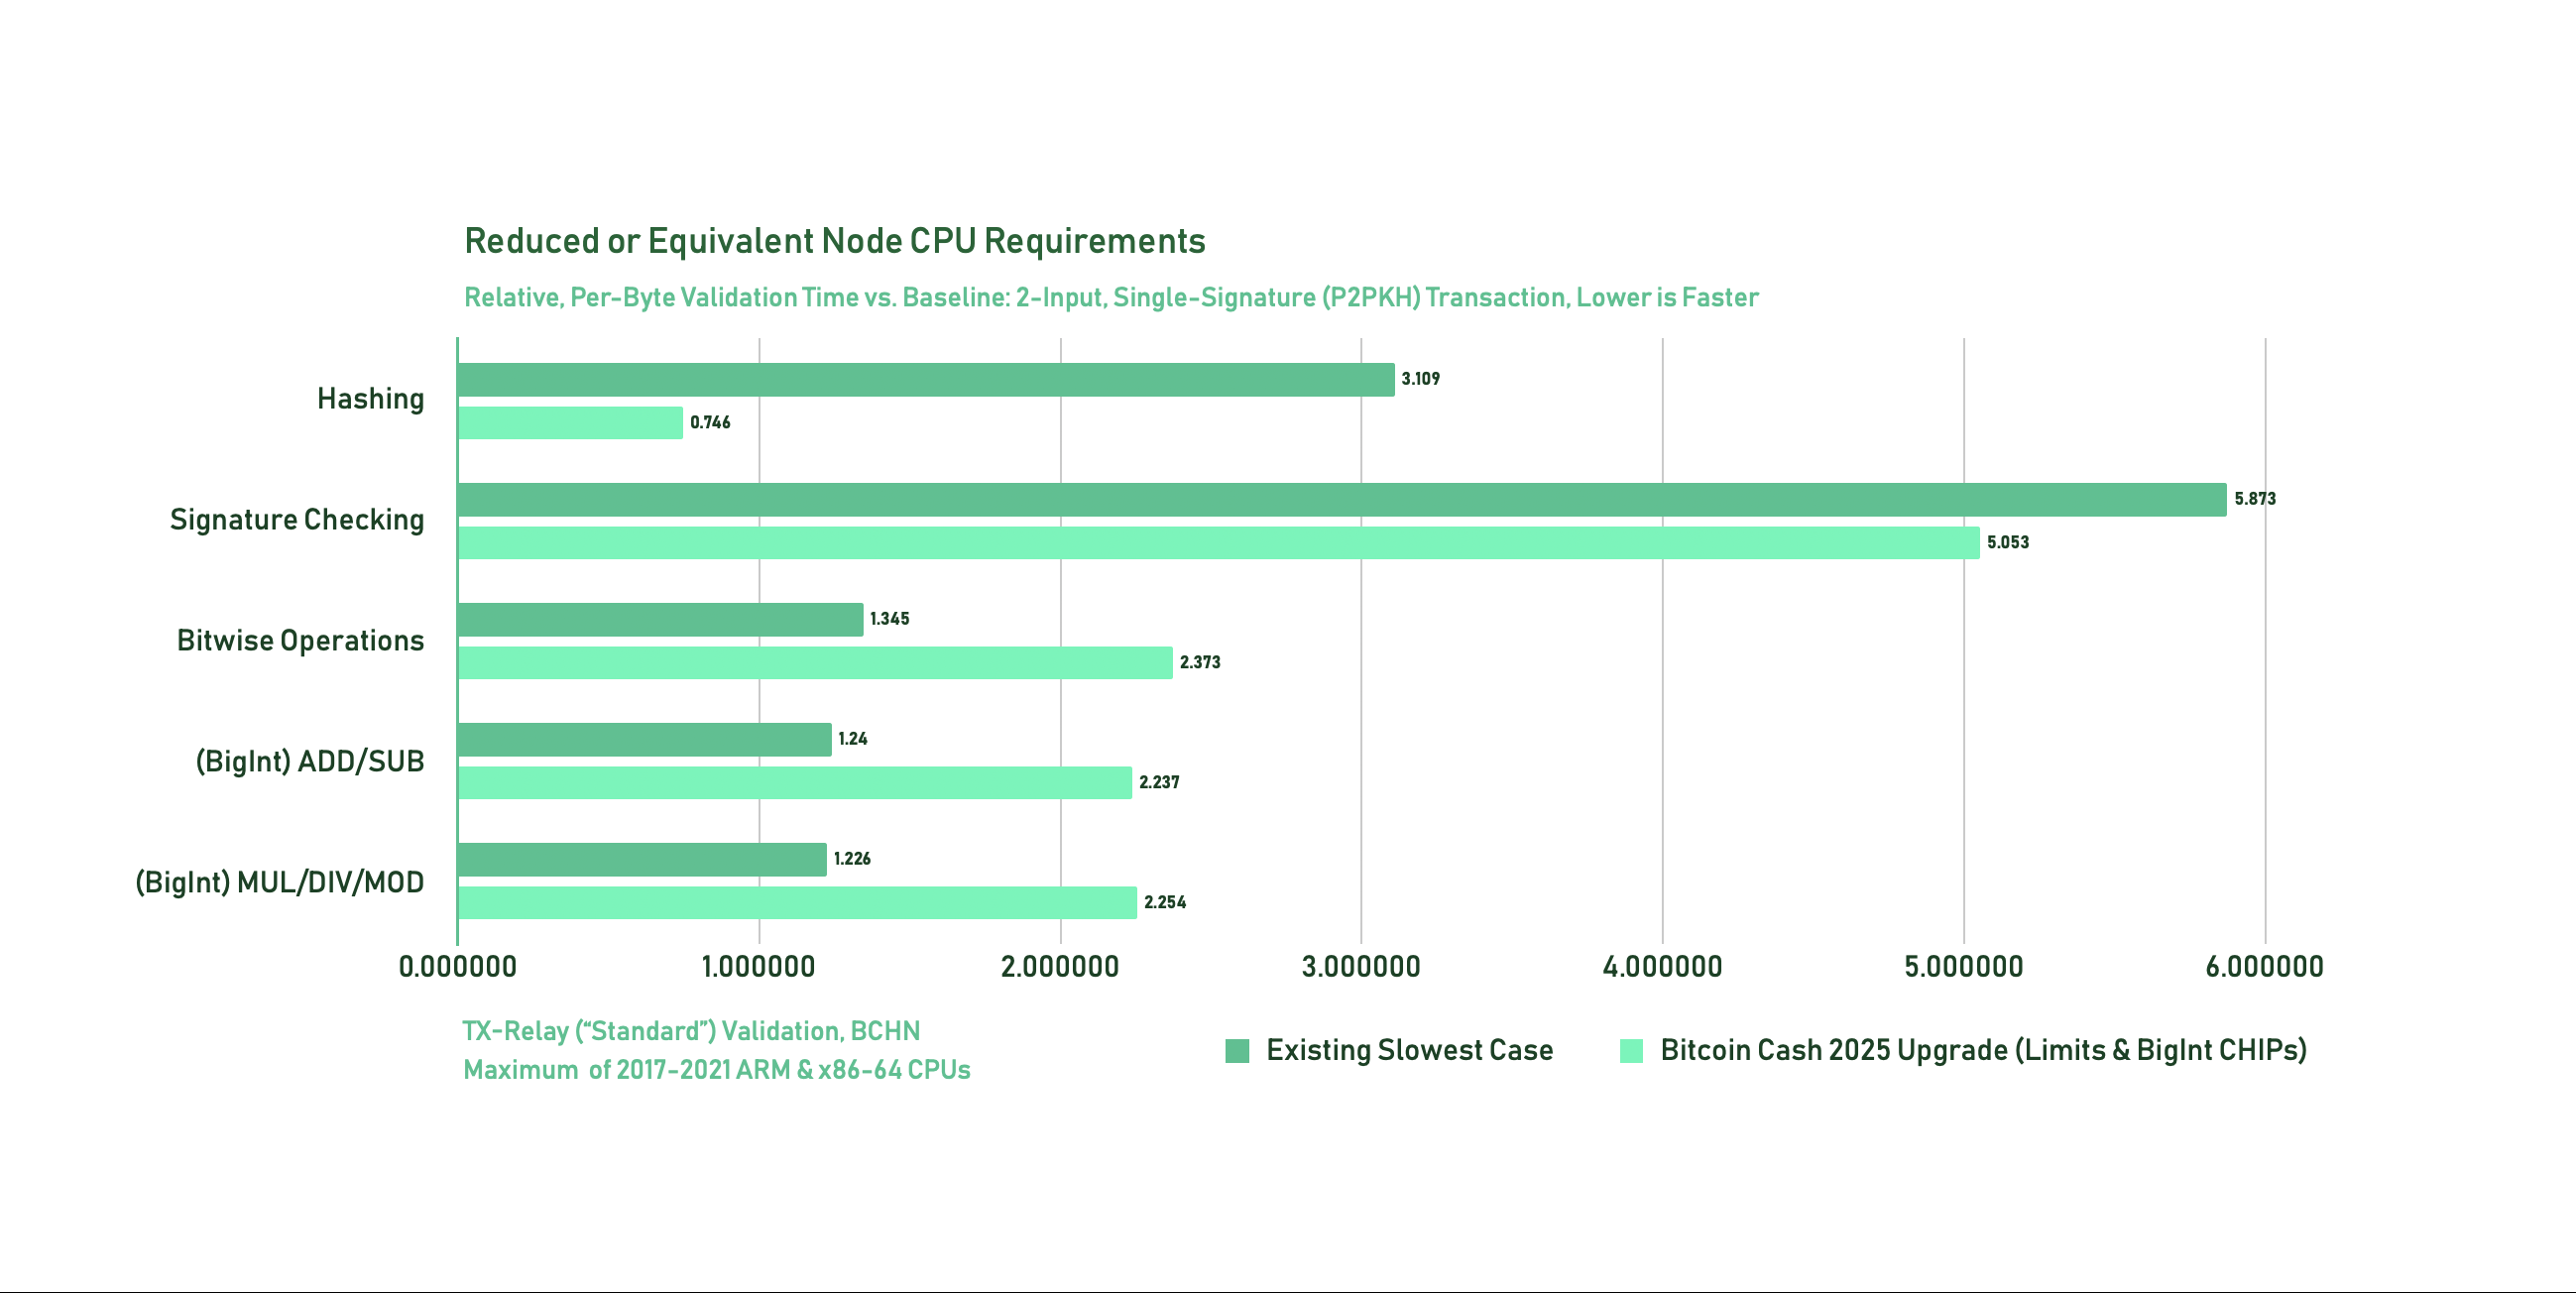 Reduced or Equivalent Node CPU Requirements
Relative, Per-Byte Validation Time vs. Baseline: 2-Input, Single-Signature (P2PKH) Transaction, Lower is Faster
Hashing
3.109
0.746
Signature Checking
5.873
5.053
Bitwise Operations
1.345
2.373
(BigInt) ADD/SUB
1.24
2.237
(BigInt) MUL/DIV/MOD
1.226
2.254
0.000000 1.000000 2.000000 3.000000 4.000000 5.000000 6.000000
TX-Relay (“Standard”) Validation, BCHN
Maximum of 2017-2021 ARM & x86-64 CPUs
Existing Slowest Case
Bitcoin Cash 2025 Upgrade (Limits & BigInt CHIPs)